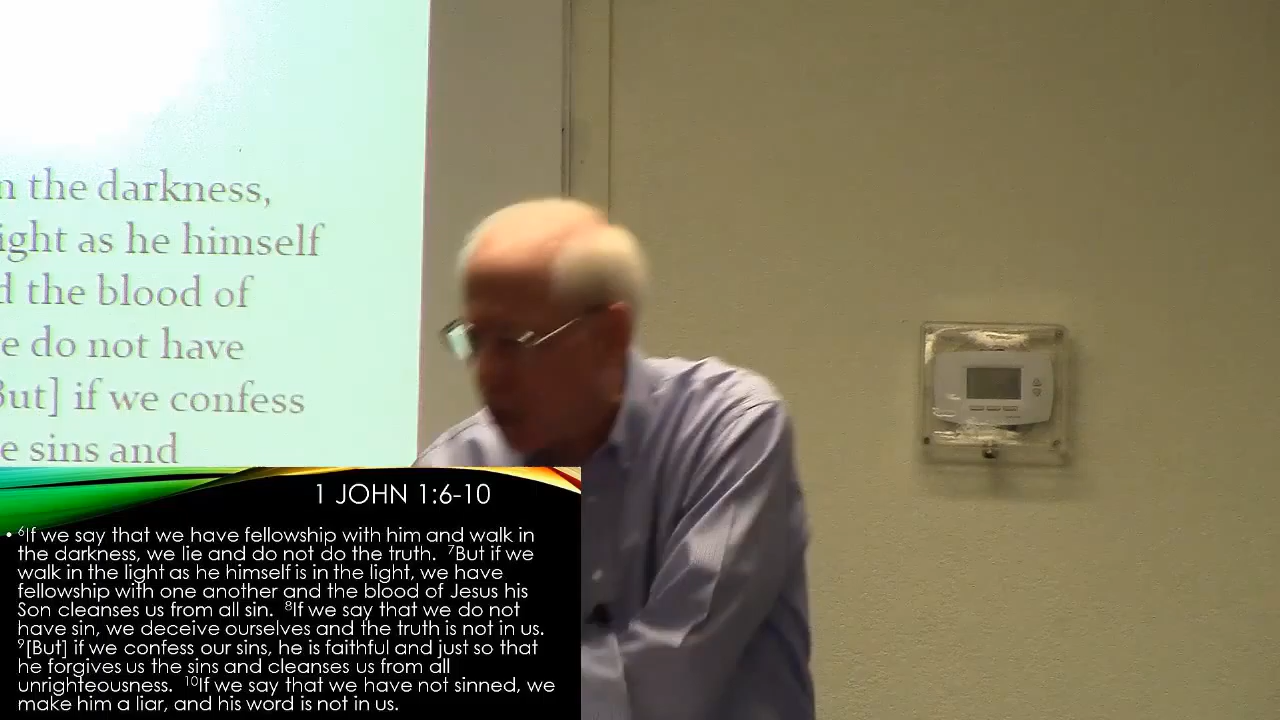 n the darkness,
ight as he himself
d the blood of
e do not have
But] if we confess
e sins and
1 JOHN 1:6-10
• ⁶If we say that we have fellowship with him and walk in
the darkness, we lie and do not do the truth. ⁷But if we
walk in the light as he himself is in the light, we have
fellowship with one another and the blood of Jesus his
Son cleanses us from all sin. ⁸If we say that we do not
have sin, we deceive ourselves and the truth is not in us.
⁹[But] if we confess our sins, he is faithful and just so that
he forgives us the sins and cleanses us from all
unrighteousness. ¹⁰If we say that we have not sinned, we
make him a liar, and his word is not in us.